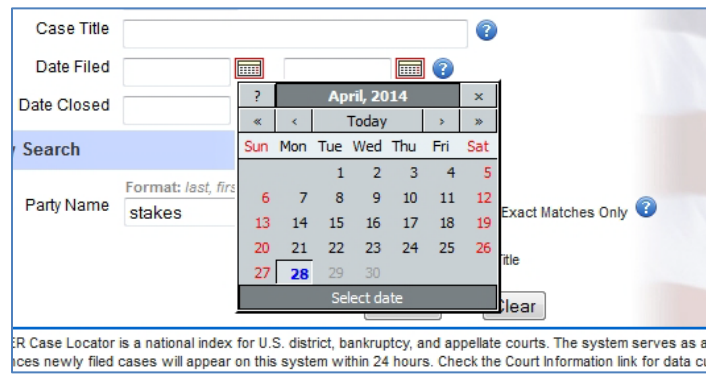 Case Title
?
Date Filed
?
Date Closed
? April, 2014 ×
« ‹ Today › »
Sun Mon Tue Wed Thu Fri Sat
1 2 3 4 5
6 7 8 9 10 11 12
13 14 15 16 17 18 19
20 21 22 23 24 25 26
27 28 29 30
Select date
Search
Format: last, firs
Party Name stakes
Exact Matches Only ?
itle
Clear
ER Case Locator is a national index for U.S. district, bankruptcy, and appellate courts. The system serves as a
nces newly filed cases will appear on this system within 24 hours. Check the Court Information link for data cu